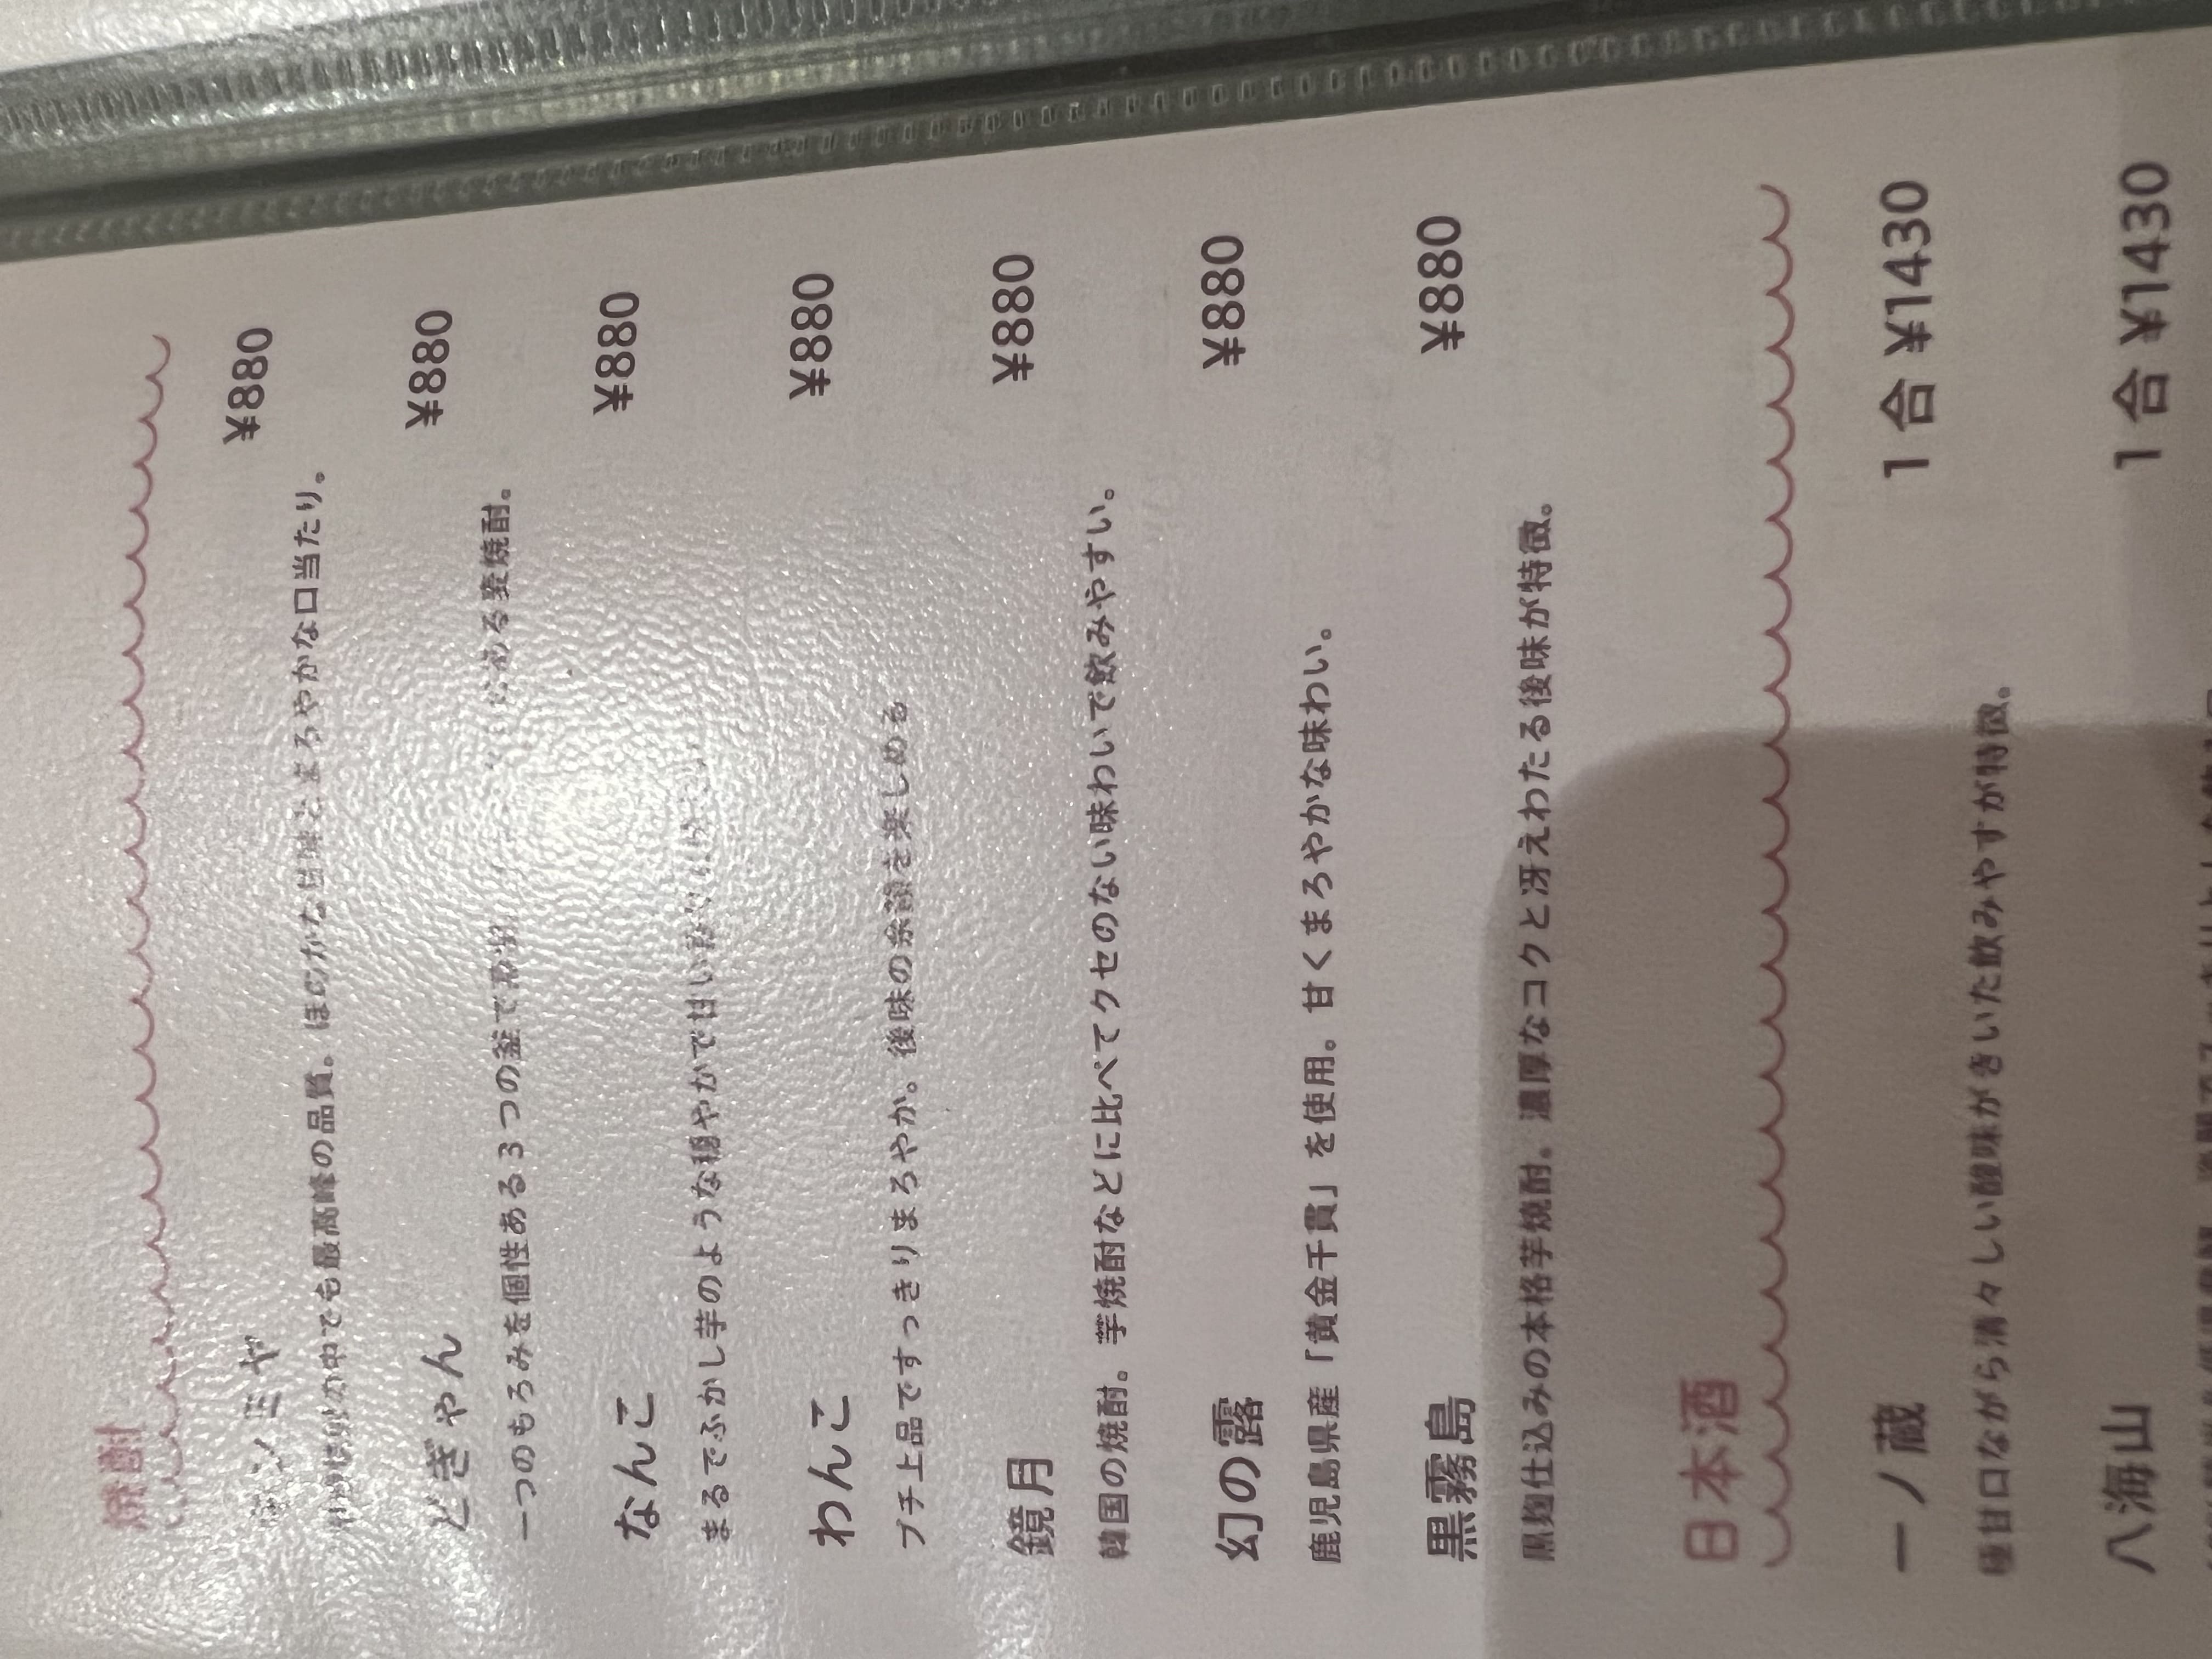 ンミヤ ¥880
の中でも最高峰の品質。ほのかな甘味とまろやかな口当たり。
どぎゃん ¥880
一つのもろみを個性ある3つの釜で ある麦焼酎。
なんこ ¥880
まるでふかし芋のような穏やかで甘い
わんこ ¥880
プチ上品ですっきりまろやか。後味の余韻を楽しめる
鏡月 ¥880
韓国の焼酎。芋焼酎などに比べてクセのない味わいで飲みやすい。
幻の露 ¥880
鹿児島県産「黄金千貫」を使用。甘くまろやかな味わい。
黒霧島 ¥880
黒麹仕込みの本格芋焼酎。濃厚なコクと冴えわたる後味が特徴。
日本酒
一ノ蔵 1合 ¥1430
極甘口ながら清々しい酸味がきいた飲みやすが特徴。
八海山 1合 ¥1430